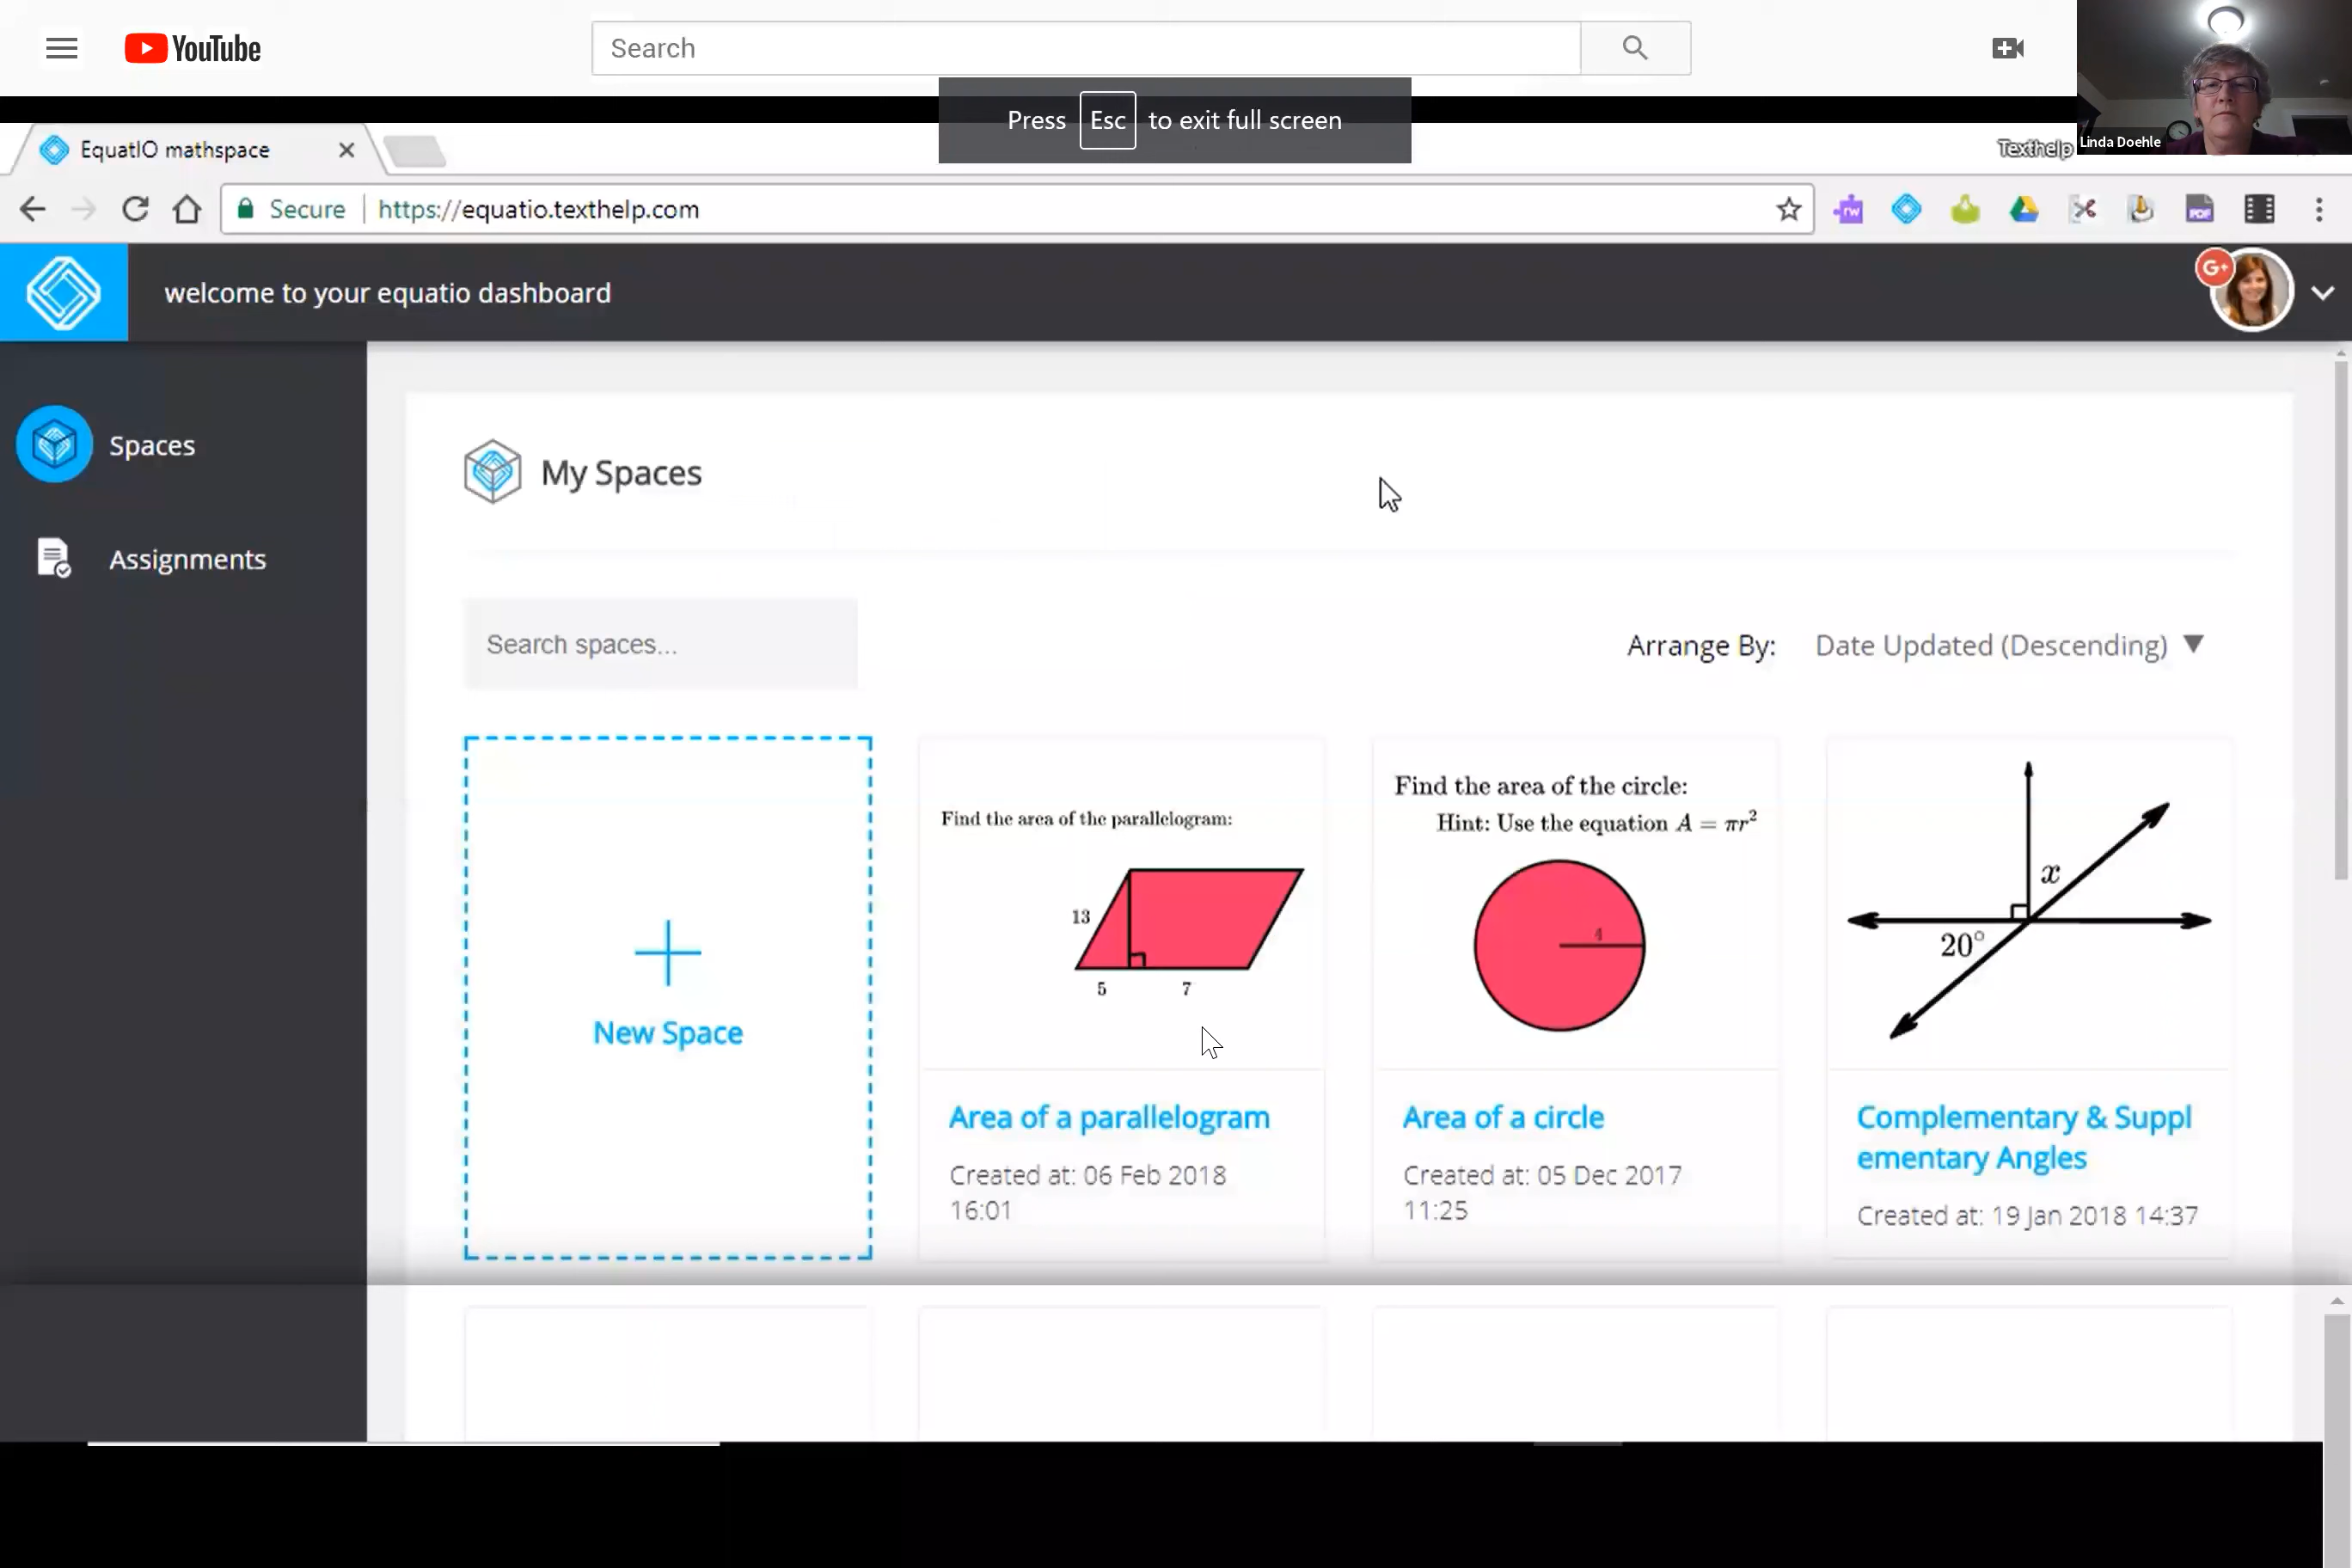 YouTube
Search
Press Esc to exit full screen
Linda Doehle
EquatIO mathspace
Texthelp
Secure https://equatio.texthelp.com
rw
PDF
welcome to your equatio dashboard
G+
Spaces
Assignments
My Spaces
Search spaces...
Arrange By: Date Updated (Descending)
New Space
Find the area of the parallelogram:
13
5
7
Area of a parallelogram
Created at: 06 Feb 2018
16:01
Find the area of the circle:
Hint: Use the equation A = πr²
4
Area of a circle
Created at: 05 Dec 2017
11:25
x
20°
Complementary & Suppl
ementary Angles
Created at: 19 Jan 2018 14:37